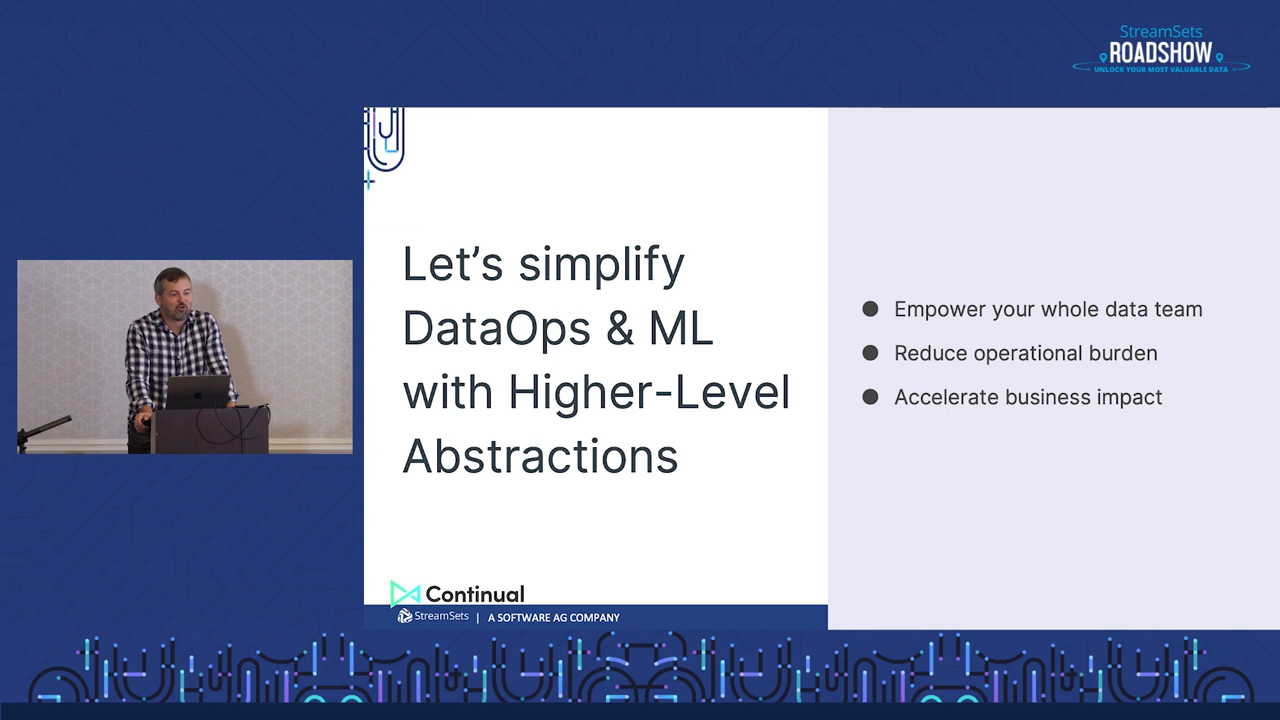 StreamSets
ROADSHOW
UNLOCK YOUR MOST VALUABLE DATA
Let’s simplify
DataOps & ML
with Higher-Level
Abstractions
● Empower your whole data team
● Reduce operational burden
● Accelerate business impact
Continual
StreamSets | A SOFTWARE AG COMPANY